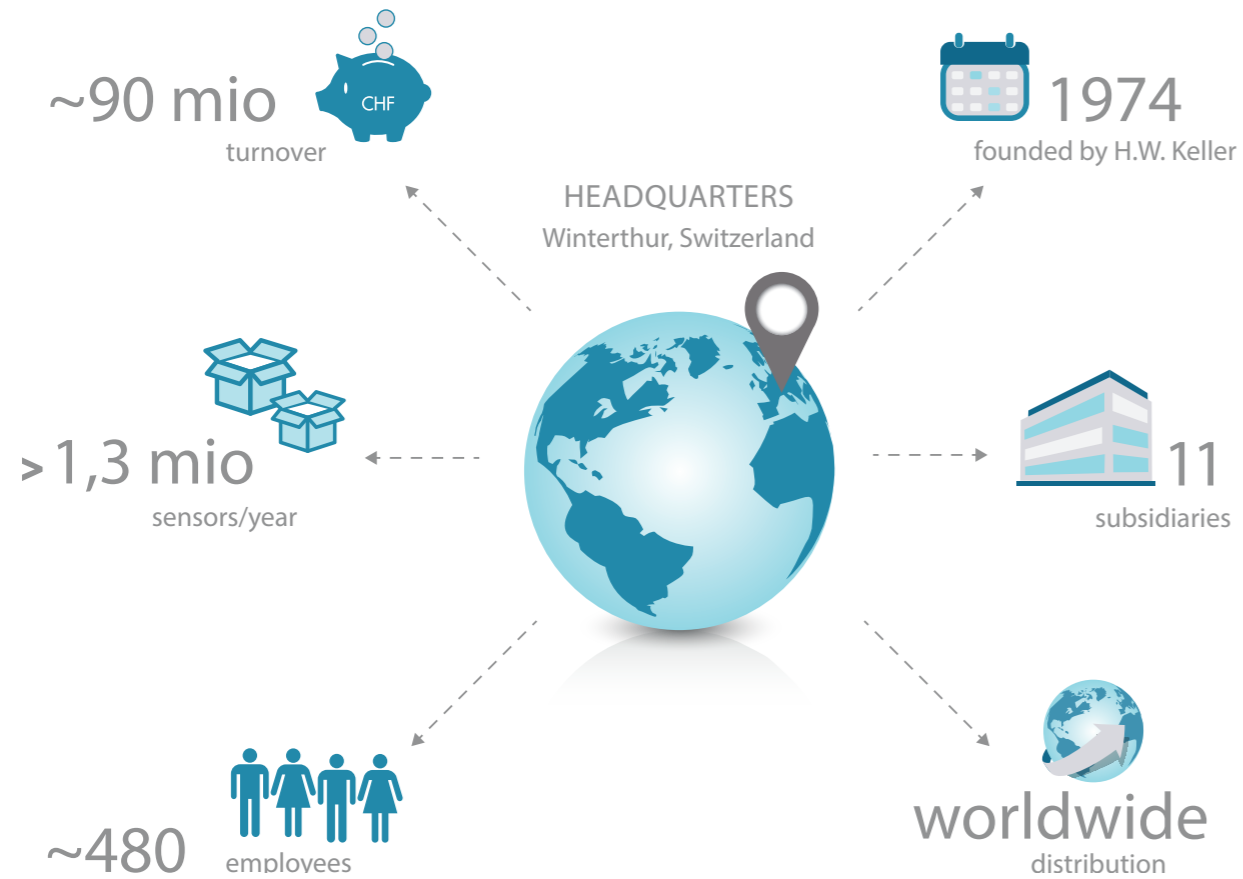 ~90 mio
CHF
turnover
1974
founded by H.W. Keller
HEADQUARTERS
Winterthur, Switzerland
> 1,3 mio
sensors/year
11
subsidiaries
~480 employees
worldwide
distribution